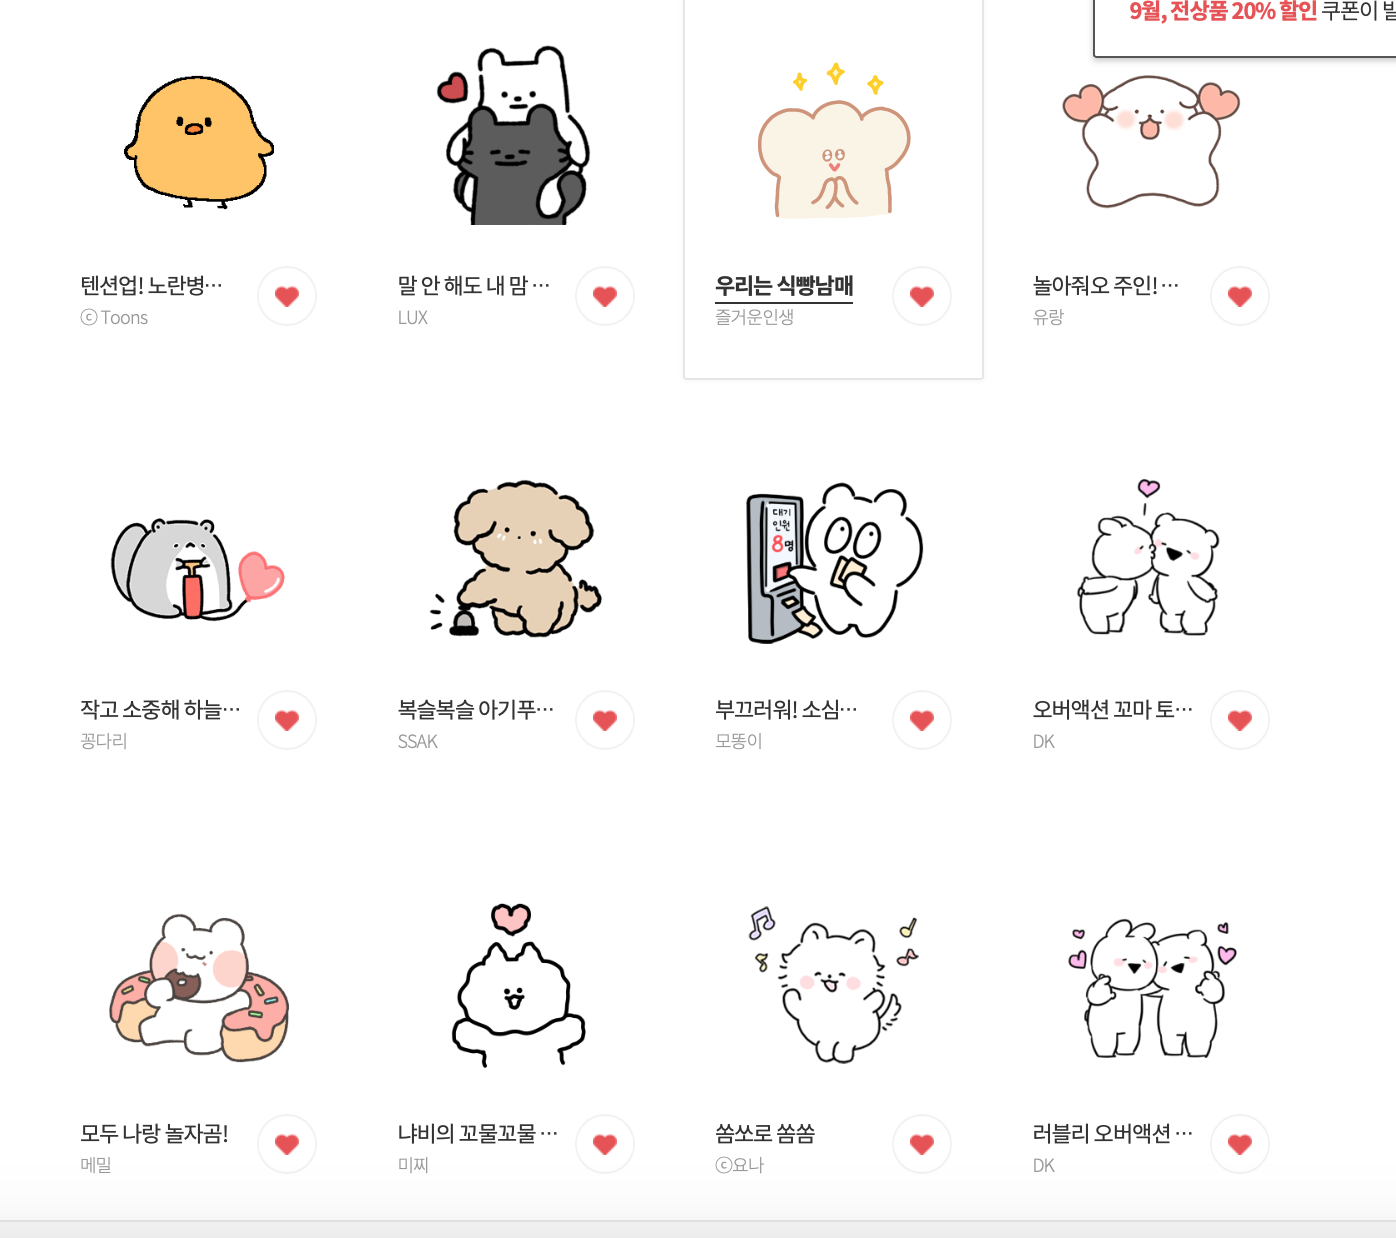 9월, 전상품 20% 할인 쿠폰이 발
텐션업! 노란병…
ⓒ Toons
말 안 해도 내 맘 …
LUX
우리는 식빵남매
즐거운인생
놀아줘오 주인! …
유랑
대기
인원
8명
작고 소중해 하늘…
꽁다리
복슬복슬 아기푸…
SSAK
부끄러워! 소심…
모똥이
오버액션 꼬마 토…
DK
모두 나랑 놀자곰!
메밀
냐비의 꼬물꼬물 …
미찌
쏨쏘로 쏨쏨
ⓒ요나
러블리 오버액션 …
DK